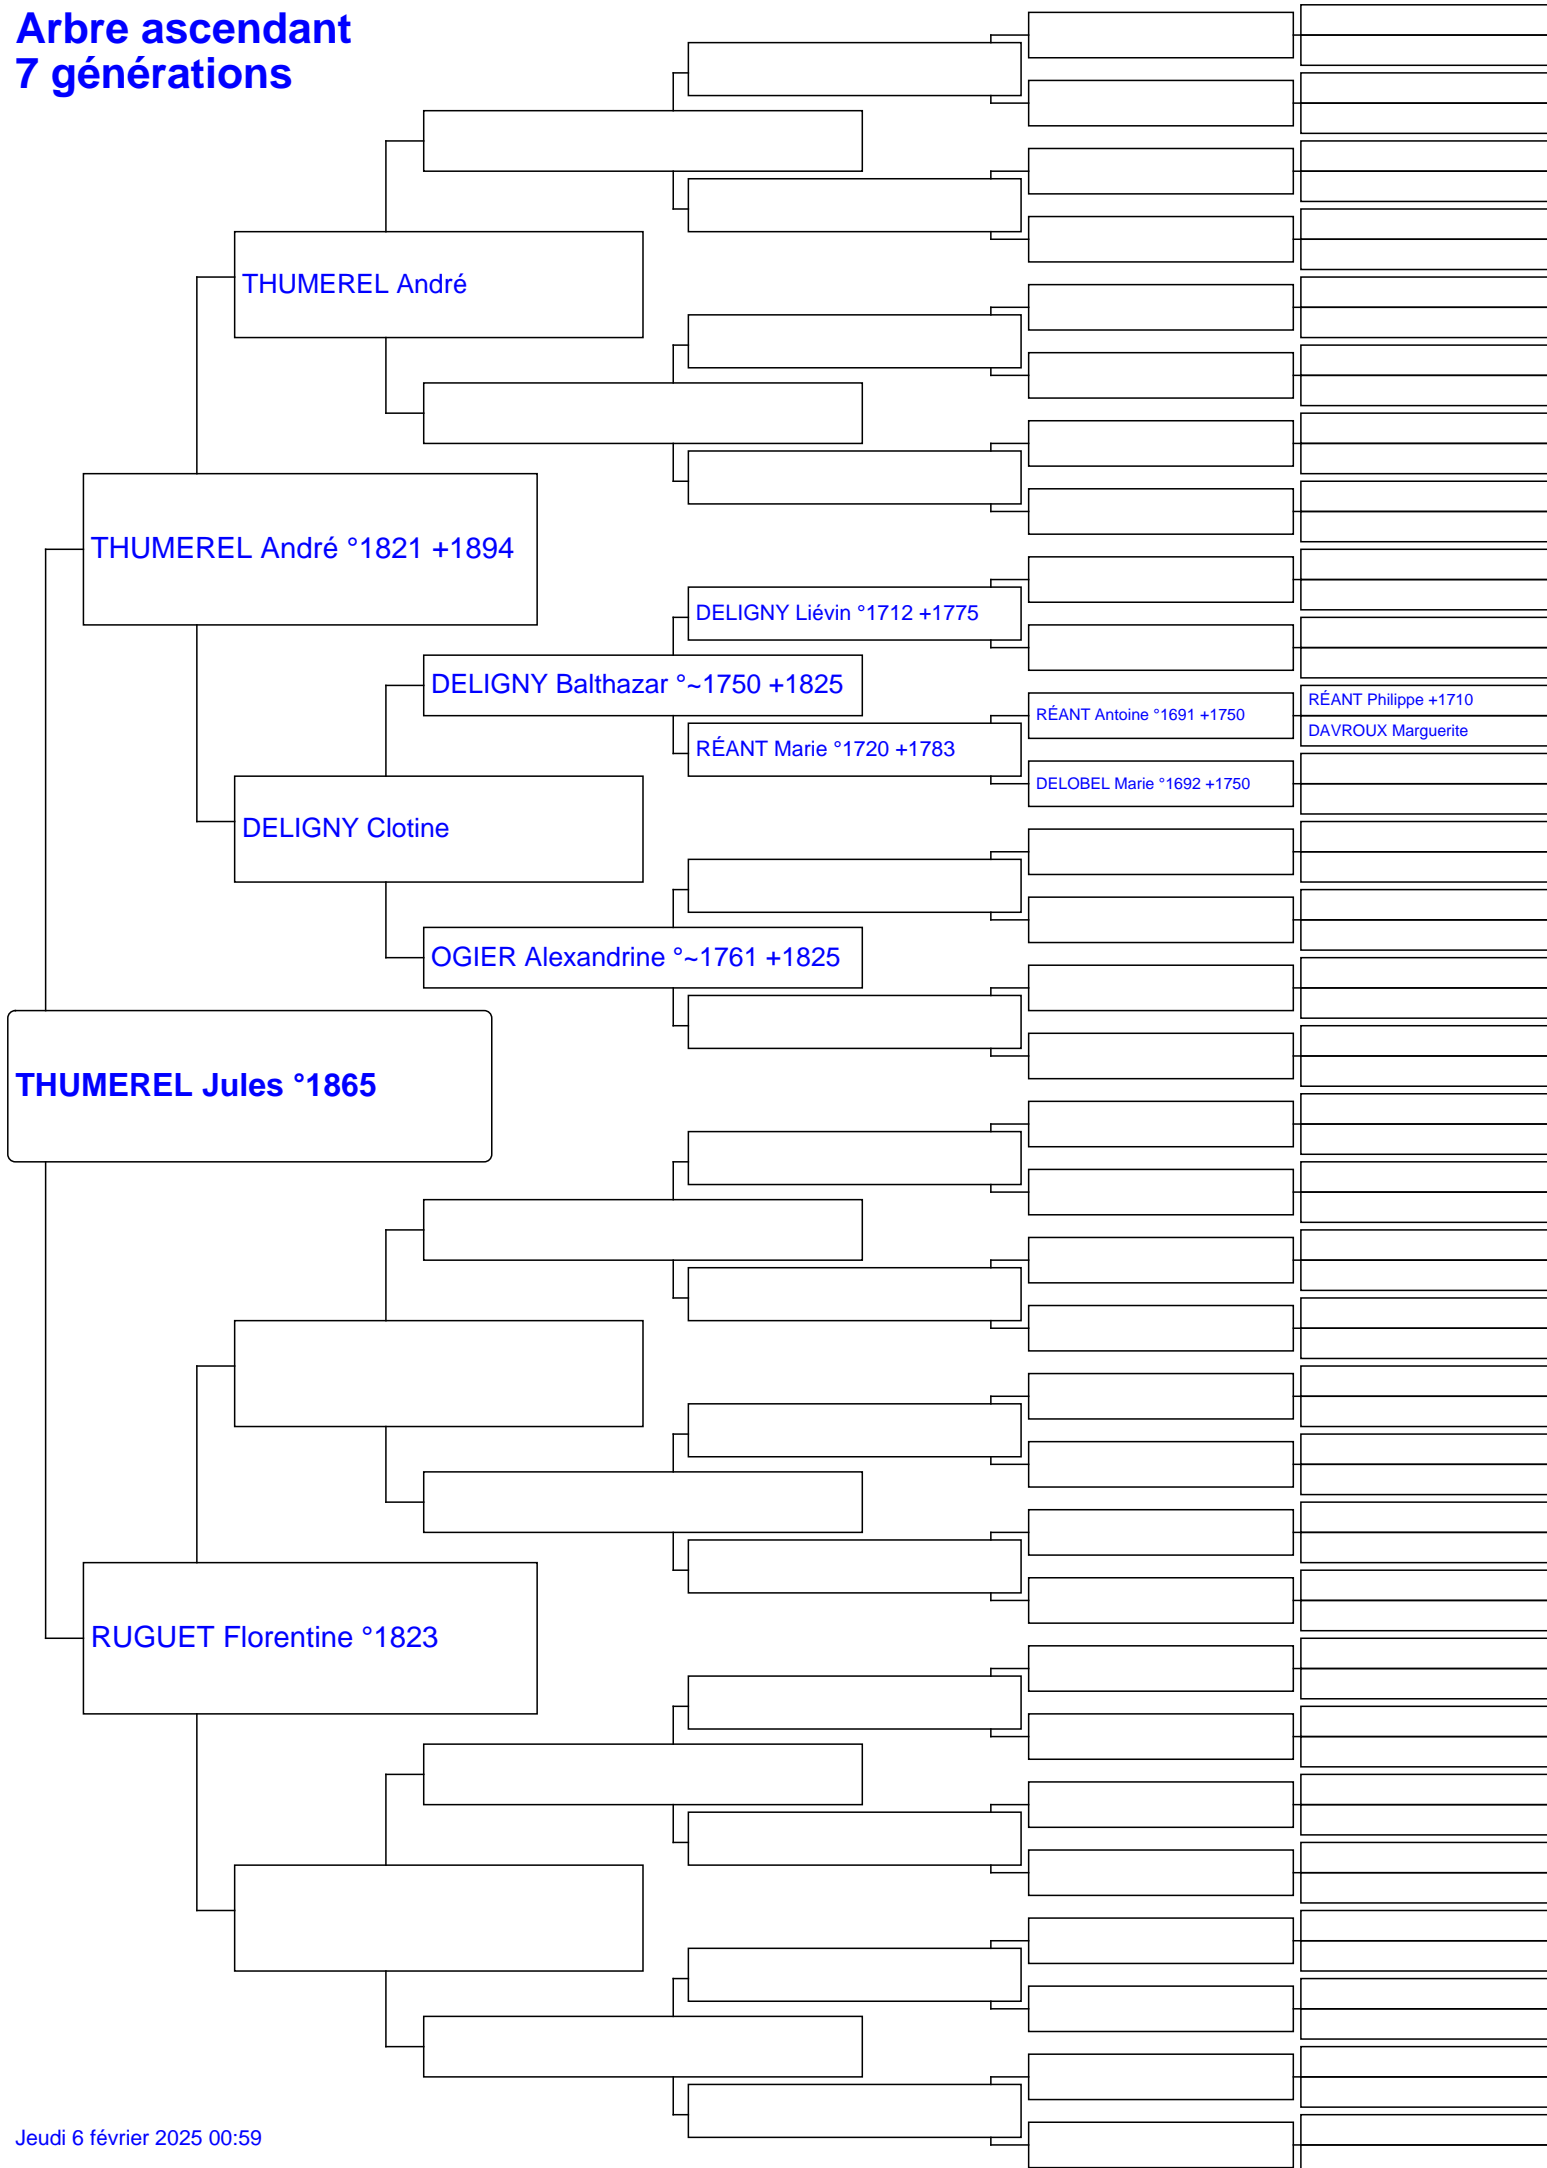 Arbre ascendant
7 générations
THUMEREL André
THUMEREL André °1821 +1894
DELIGNY Liévin °1712 +1775
DELIGNY Balthazar °~1750 +1825
RÉANT Philippe +1710
RÉANT Antoine °1691 +1750
DAVROUX Marguerite
RÉANT Marie °1720 +1783
DELOBEL Marie °1692 +1750
DELIGNY Clotine
OGIER Alexandrine °~1761 +1825
THUMEREL Jules °1865
RUGUET Florentine °1823
Jeudi 6 février 2025 00:59